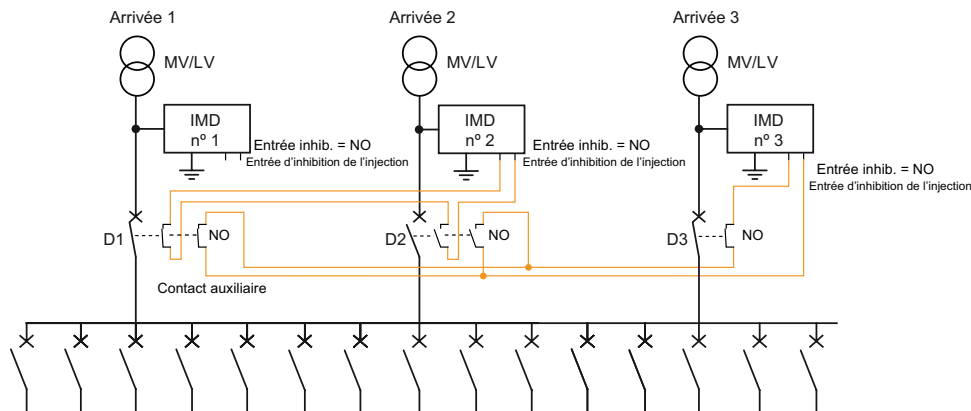 Arrivée 1
Arrivée 2
Arrivée 3
MV/LV
MV/LV
MV/LV
IMD
nº 1
Entrée inhib. = NO
Entrée d'inhibition de l'injection
IMD
nº 2
Entrée inhib. = NO
Entrée d'inhibition de l'injection
IMD
nº 3
Entrée inhib. = NO
Entrée d'inhibition de l'injection
D1
NO
D2
NO
D3
NO
Contact auxiliaire